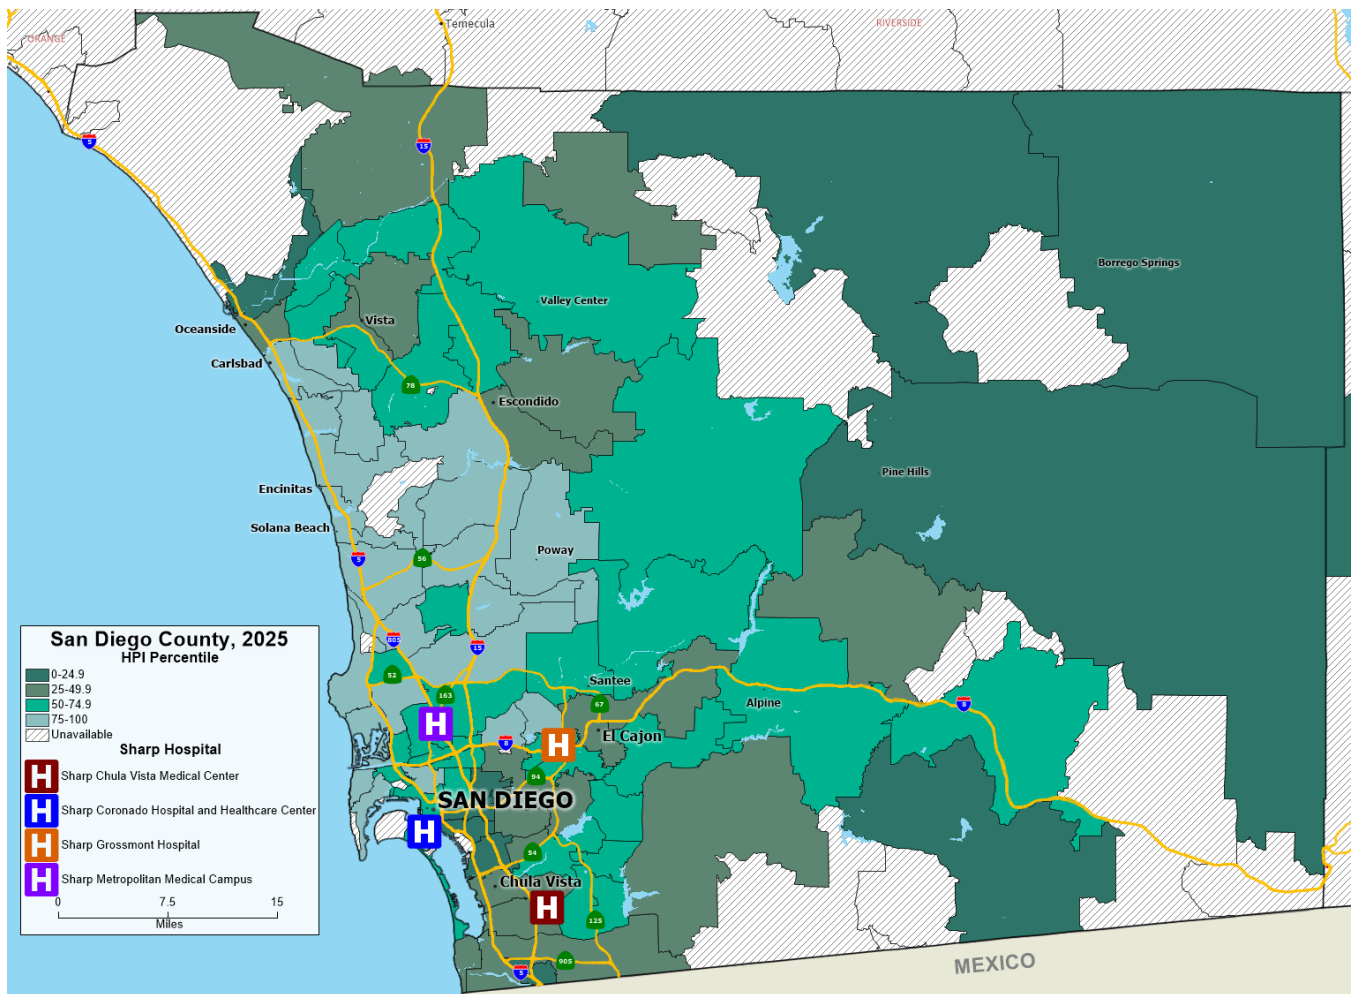 Temecula
RIVERSIDE
ORANGE
5
15
Borrego Springs
Valley Center
Oceanside
Vista
Carlsbad
78
Escondido
Pine Hills
Encinitas
Solana Beach
Poway
56
5
805
15
52
163
Santee
67
Alpine
8
El Cajon
8
94
SAN DIEGO
54
Chula Vista
125
905
5
MEXICO
H
H
H
H
San Diego County, 2025
HPI Percentile
0-24.9
25-49.9
50-74.9
75-100
Unavailable
Sharp Hospital
H Sharp Chula Vista Medical Center
H Sharp Coronado Hospital and Healthcare Center
H Sharp Grossmont Hospital
H Sharp Metropolitan Medical Campus
0 7.5 15
Miles